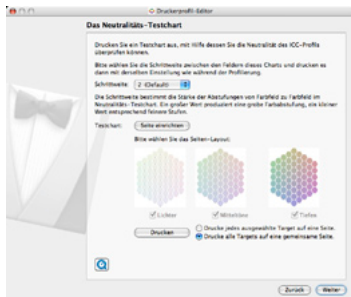 Druckerprofil-Editor
Das Neutralitäts-Testchart
Drucken Sie ein Testchart aus, mit Hilfe dessen Sie die Neutralität des ICC-Profils
überprüfen können.
Bitte wählen Sie die Schrittweite zwischen den Feldern dieses Charts und drucken es
dann mit derselben Einstellung wie während der Profilierung.
Schrittweite: 2 (Default)
Die Schrittweite bestimmt die Stärke der Abstufungen von Farbfeld zu Farbfeld im
Neutralitäts-Testchart. Ein großer Wert produziert eine grobe Farbabstufung, ein kleiner
Wert entsprechend feinere Stufen.
Testchart: Seite einrichten
Bitte wählen Sie das Seiten-Layout:
Lichter Mitteltöne Tiefen
Drucken
Drucke jedes ausgewählte Target auf eine Seite.
Drucke alle Targets auf eine gemeinsame Seite.
Zurück Weiter